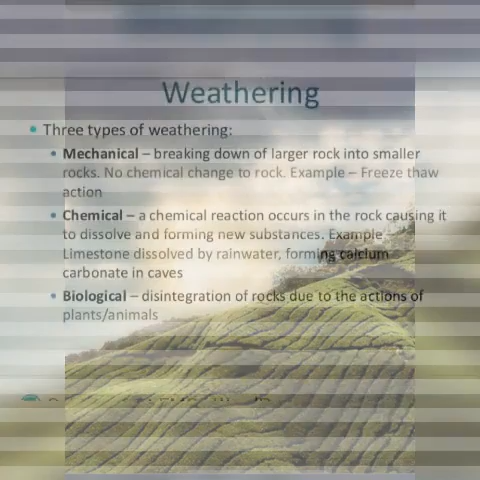 Weathering
• Three types of weathering:
• Mechanical – breaking down of larger rock into smaller
rocks. No chemical change to rock. Example – Freeze thaw
action
• Chemical – a chemical reaction occurs in the rock causing it
to dissolve and forming new substances. Example
Limestone dissolved by rainwater, forming calcium
carbonate in caves
• Biological – disintegration of rocks due to the actions of
plants/animals